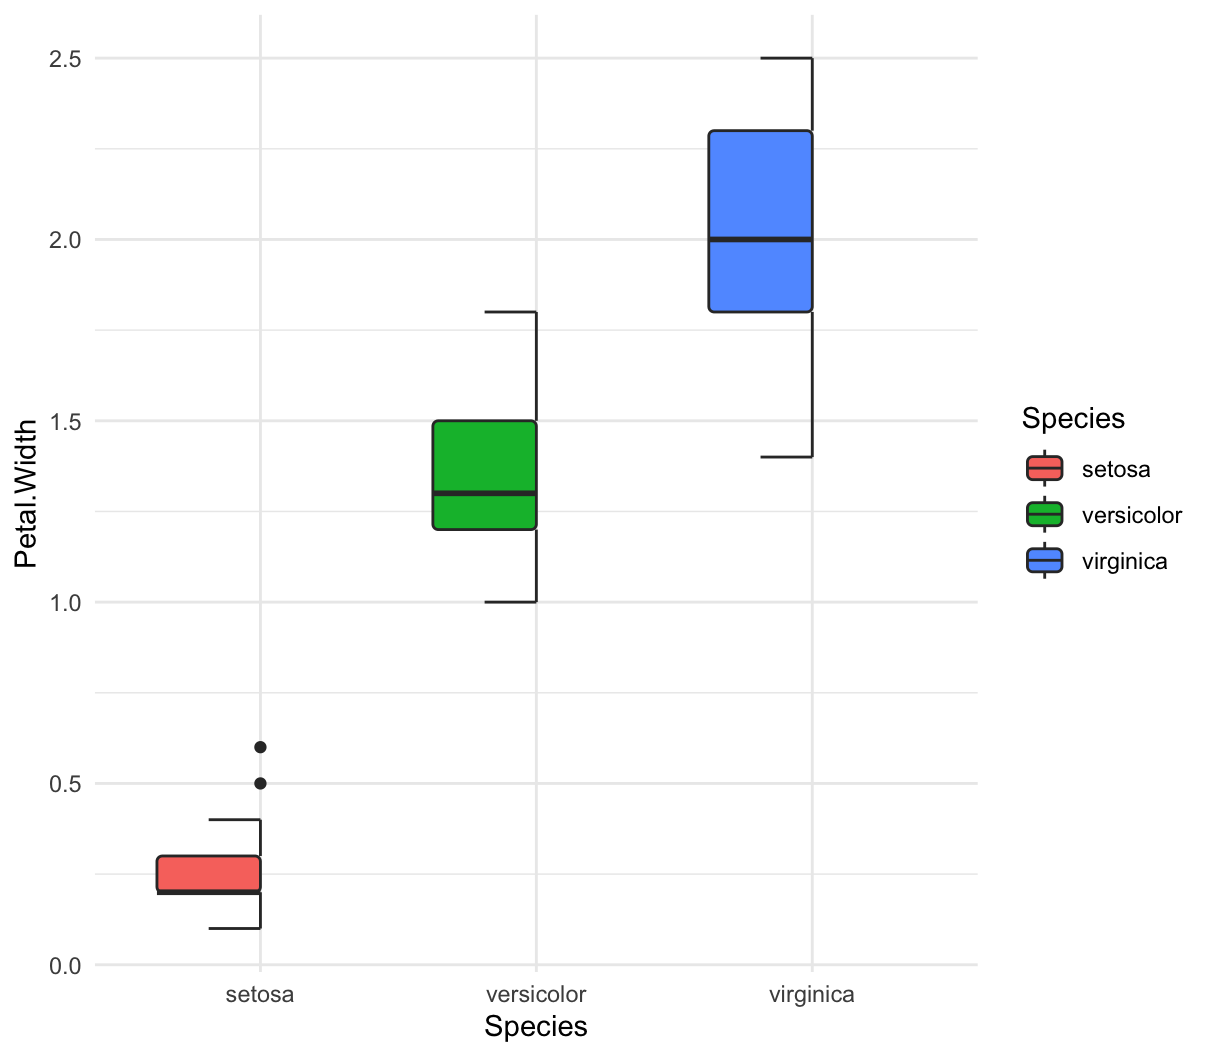 2.5
2.0
1.5
1.0
0.5
0.0
Petal.Width
setosa
versicolor
virginica
Species
Species
setosa
versicolor
virginica